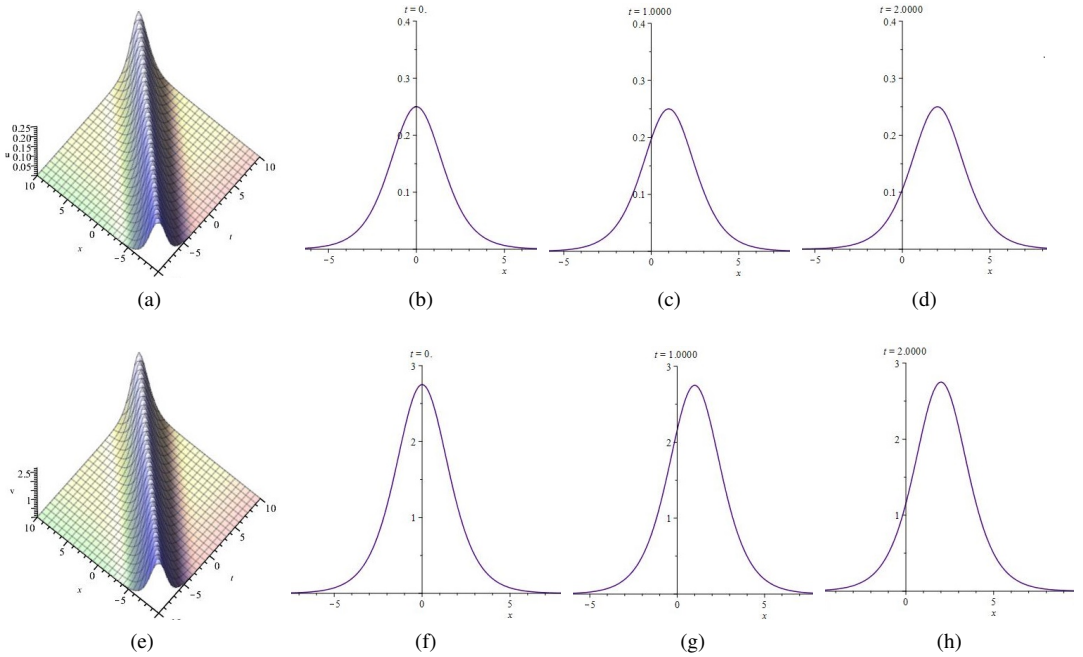 0.25
0.20
0.15
0.10
0.05
u
10
5
0
−5
x
10
5
0
−5
t
(a)
t = 0.
0.4
0.3
0.2
0.1
−5 0 5
x
(b)
t = 1.0000
0.4
0.3
0.2
0.1
−5 0 5
x
(c)
t = 2.0000
0.4
0.3
0.2
0.1
−5 0 5
x
(d)
2.5
1
v
10
5
0
−5
x
10
5
0
−5
t
(e)
t = 0.
3
2
1
−5 0 5
x
(f)
t = 1.0000
3
2
1
−5 0 5
x
(g)
t = 2.0000
3
2
1
0 5
x
(h)